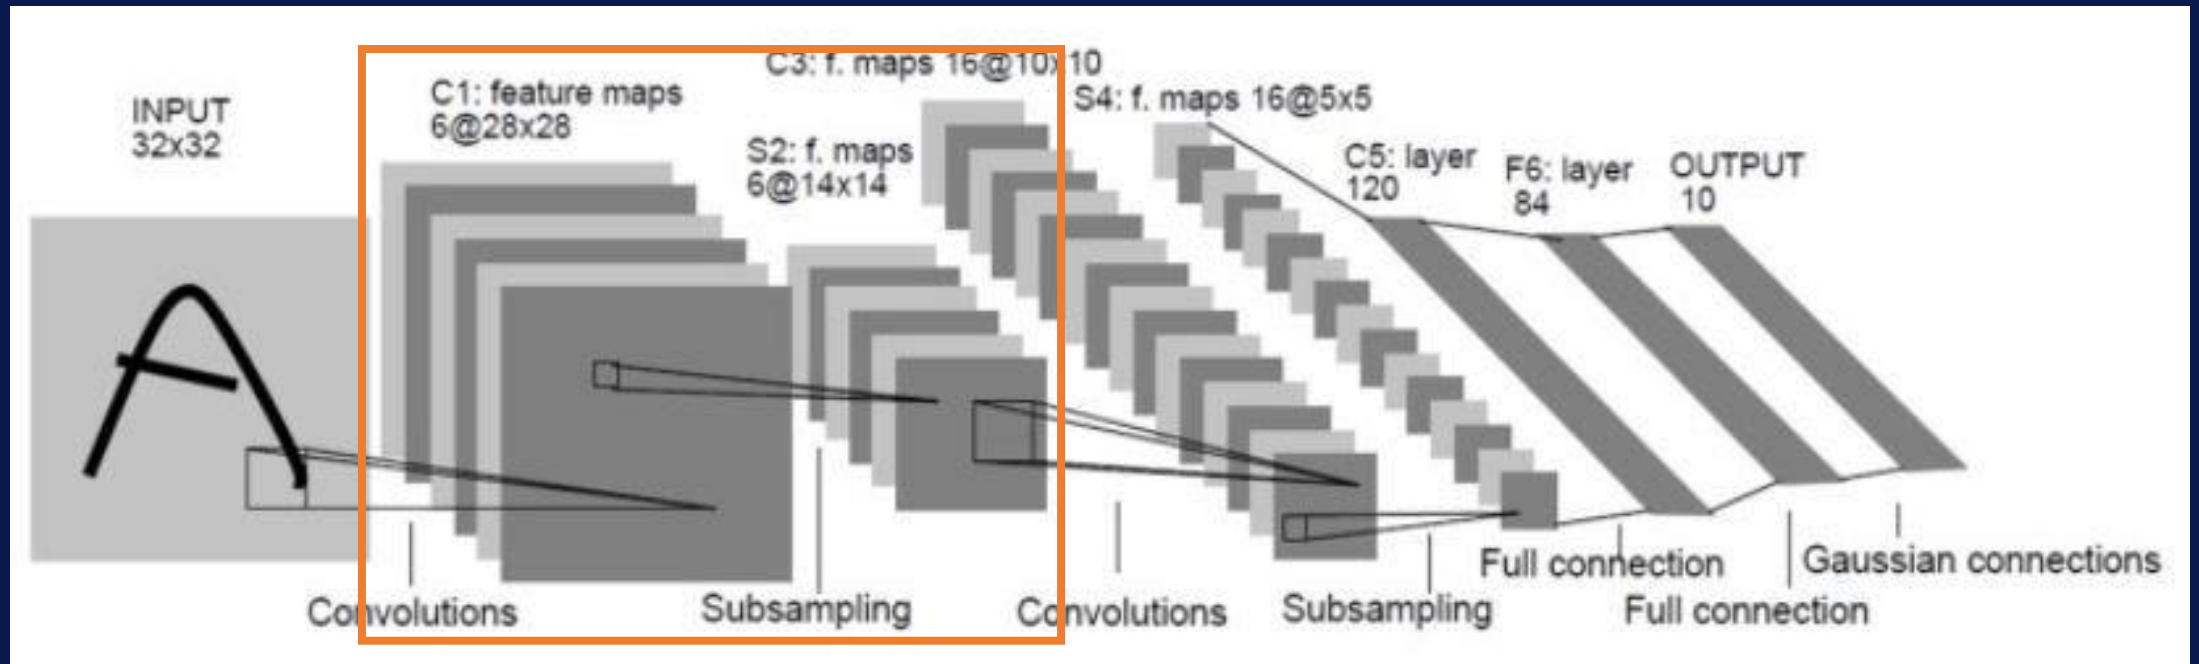 INPUT
32x32
C1: feature maps
6@28x28
C3: f. maps 16@10x10
S2: f. maps
6@14x14
S4: f. maps 16@5x5
C5: layer
120
F6: layer
84
OUTPUT
10
Convolutions
Subsampling
Convolutions
Subsampling
Full connection
Full connection
Gaussian connections